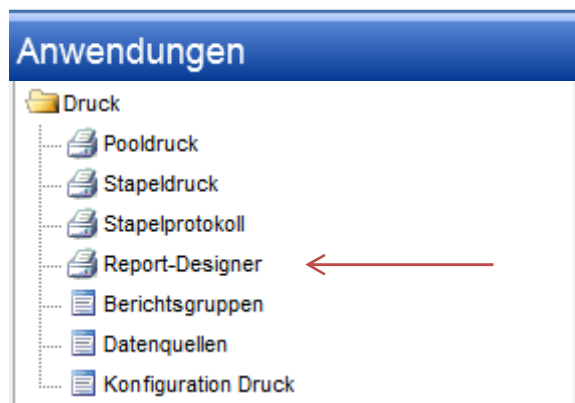 Anwendungen
Druck
Pooldruck
Stapeldruck
Stapelprotokoll
Report-Designer
Berichtsgruppen
Datenquellen
Konfiguration Druck